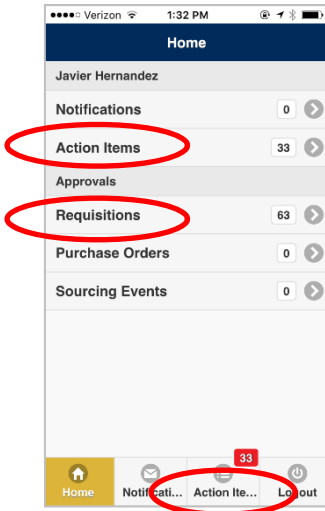 Verizon 1:32 PM
Home
Javier Hernandez
Notifications 0
Action Items 33
Approvals
Requisitions 63
Purchase Orders 0
Sourcing Events 0
33
Home Notificati... Action Ite... Logout